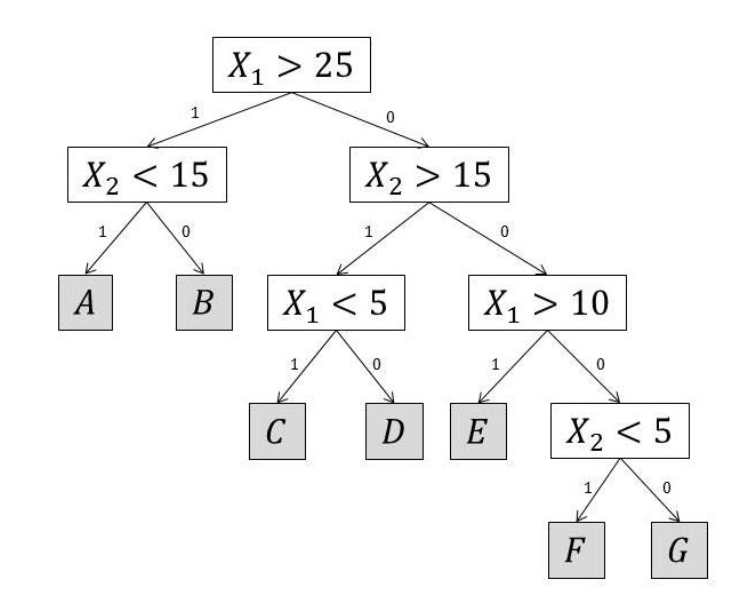 X₁ > 25
1 0
X₂ < 15 X₂ > 15
1 0 1 0
A B X₁ < 5 X₁ > 10
1 0 1 0
C D E X₂ < 5
1 0
F G